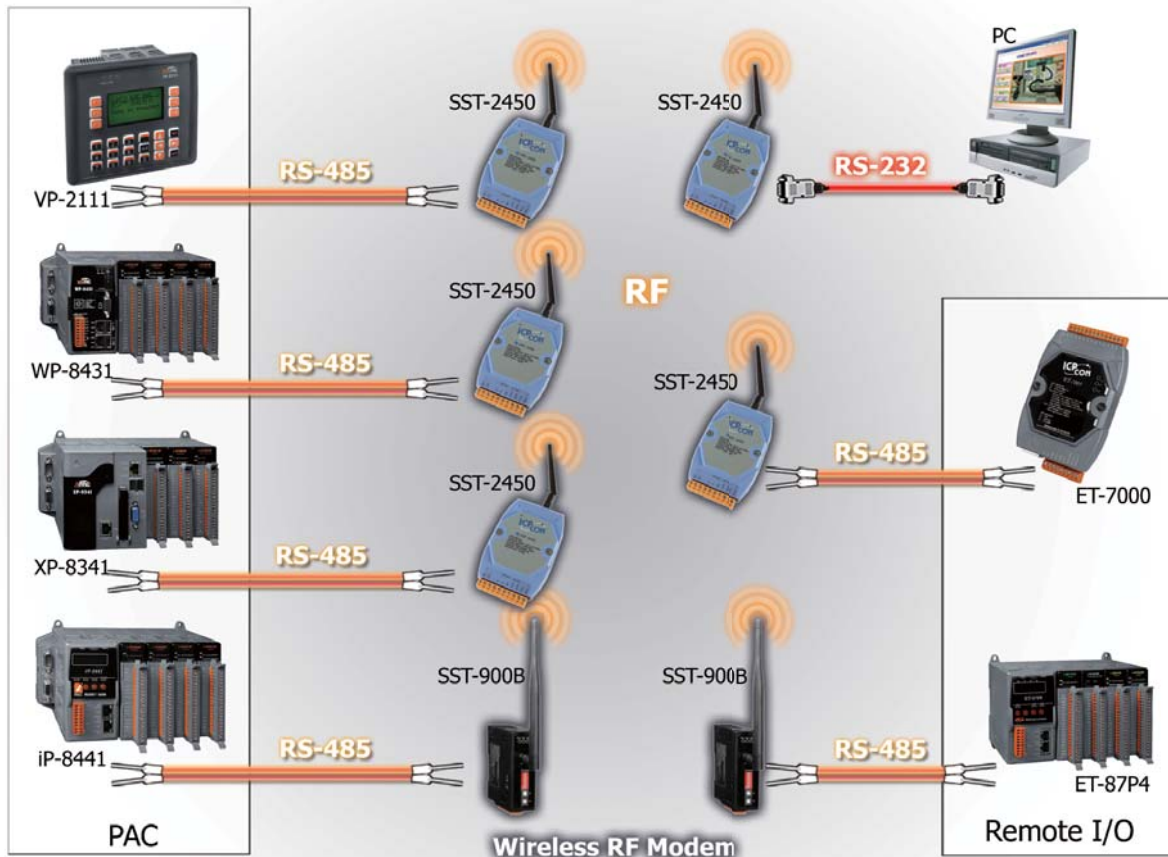 PC
SST-2450
SST-2450
RS-485
RS-232
VP-2111
SST-2450
RF
WP-8431
RS-485
SST-2450
SST-2450
RS-485
ET-7000
XP-8341
RS-485
SST-900B
SST-900B
iP-8441
RS-485
RS-485
ET-87P4
PAC
Wireless RF Modem
Remote I/O